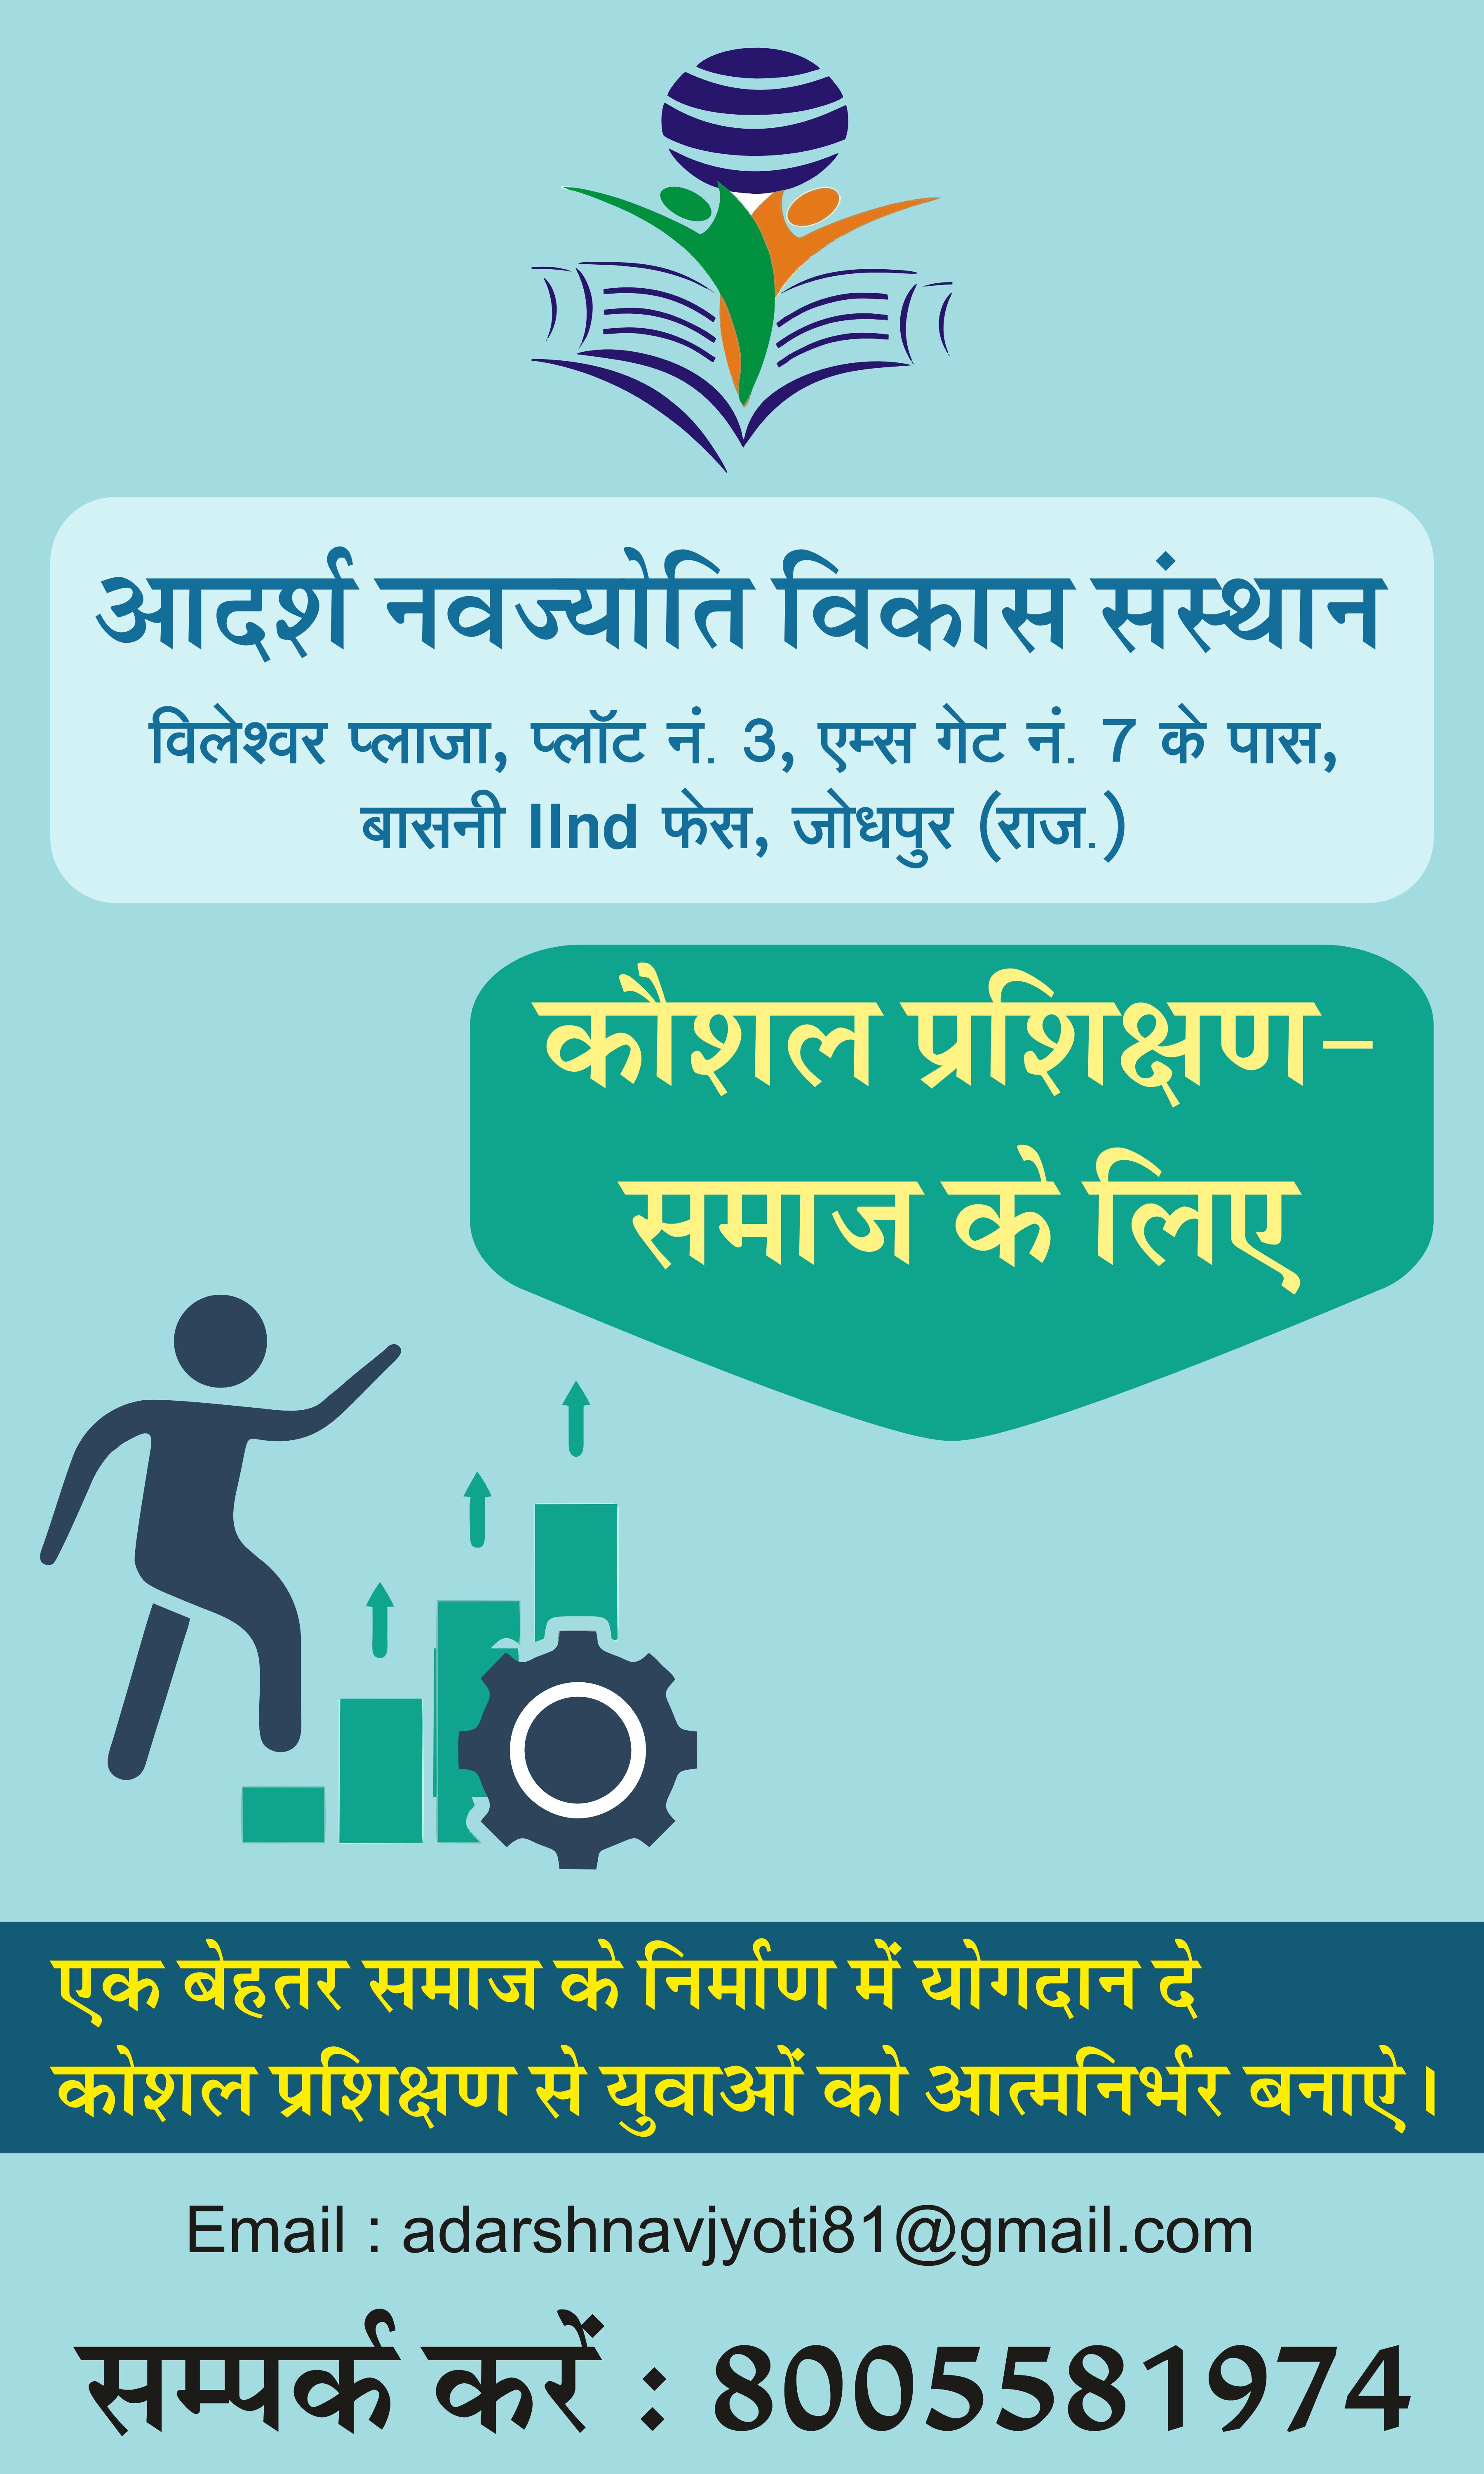 आदर्श नवज्योति विकास संस्थान
विलेश्वर प्लाजा, प्लॉट नं. 3, एम्स गेट नं. 7 के पास,
बासनी IInd फेस, जोधपुर (राज.)
कौशल प्रशिक्षण–
समाज के लिए
एक बेहतर समाज के निर्माण में योगदान दे
कोशल प्रशिक्षण से युवाओं को आत्मनिर्भर बनाऐ।
Email : adarshnavjyoti81@gmail.com
सम्पर्क करें : 8005581974